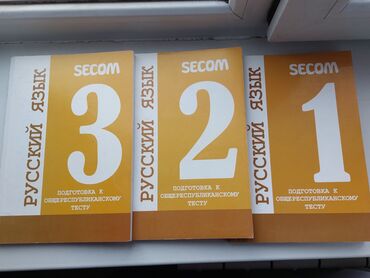 SECOM
РУССКИЙ ЯЗЫК
3
ПОДГОТОВКА К
ОБЩЕРЕСПУБЛИКАНСКОМУ
ТЕСТУ
SECOM
РУССКИЙ ЯЗЫК
2
ПОДГОТОВКА К
ОБЩЕРЕСПУБЛИКАНСКОМУ
ТЕСТУ
SECOM
РУССКИЙ ЯЗЫК
1
ПОДГОТОВКА К
ОБЩЕРЕСПУБЛИКАНСКОМУ
ТЕСТУ